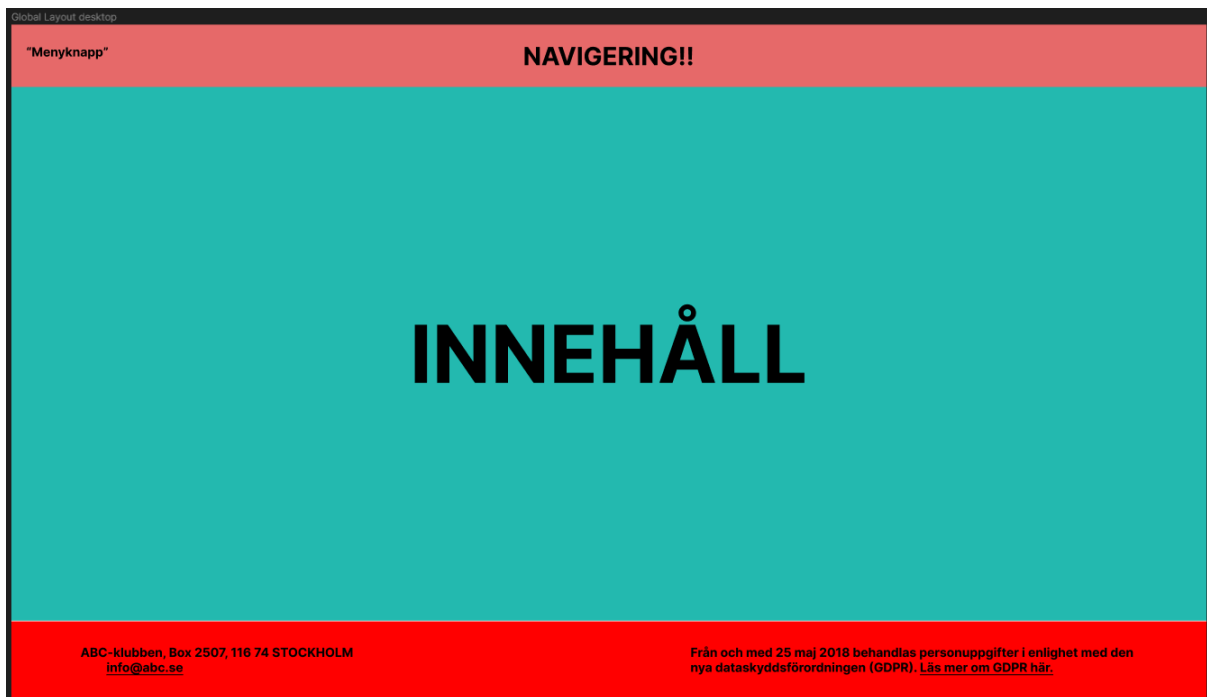 Global Layout desktop
"Menyknapp"
NAVIGERING!!
INNEHÅLL
ABC-klubben, Box 2507, 116 74 STOCKHOLM
info@abc.se
Från och med 25 maj 2018 behandlas personuppgifter i enlighet med den
nya dataskyddsförordningen (GDPR). Läs mer om GDPR här.